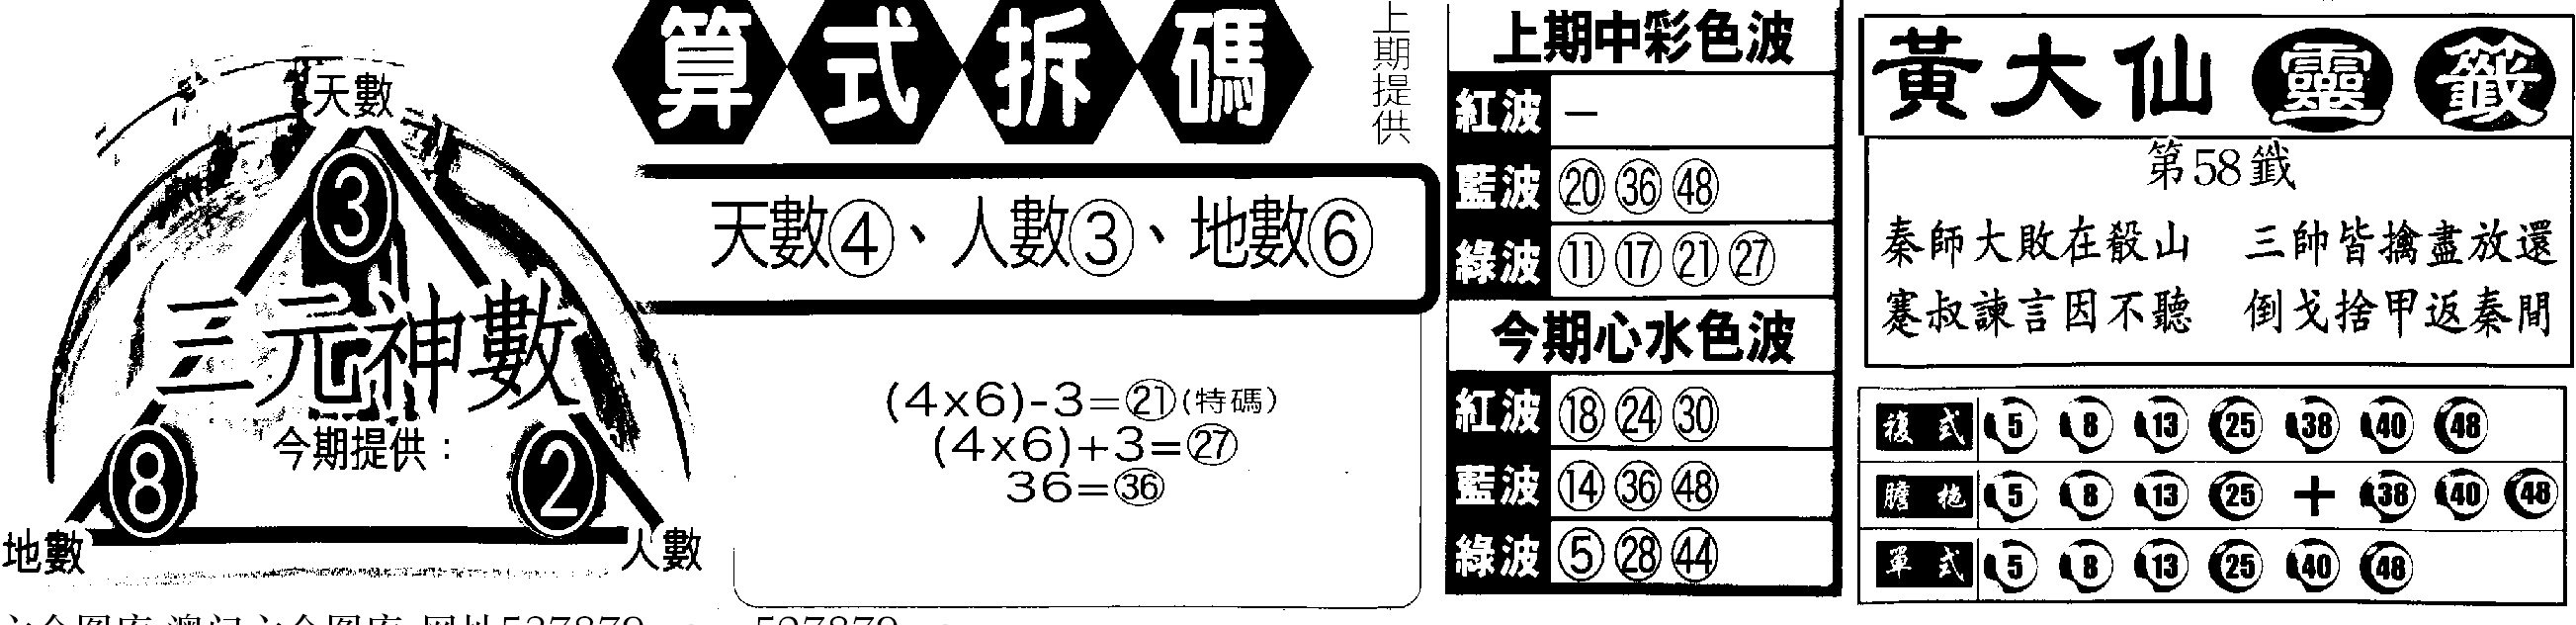 天數
③
三元神數
今期提供：
⑧
②
地數
人數
算式拆碼
上期提供
天數④、人數③、地數⑥
(4x6)-3=㉑(特碼)
(4x6)+3=㉗
36=㊱
上期中彩色波
紅波 —
藍波 ⑳ ㊱ ㊽
綠波 ⑪ ⑰ ㉑ ㉗
今期心水色波
紅波 ⑱ ㉔ ㉚
藍波 ⑭ ㊱ ㊽
綠波 ⑤ ㉘ ㊹
黃大仙靈籤
第58籤
秦師大敗在殽山 三帥皆擒盡放還
蹇叔諫言因不聽 倒戈捨甲返秦間
複式 5 8 13 25 38 40 48
膽拖 5 8 13 25 + 38 40 48
單式 5 8 13 25 40 48